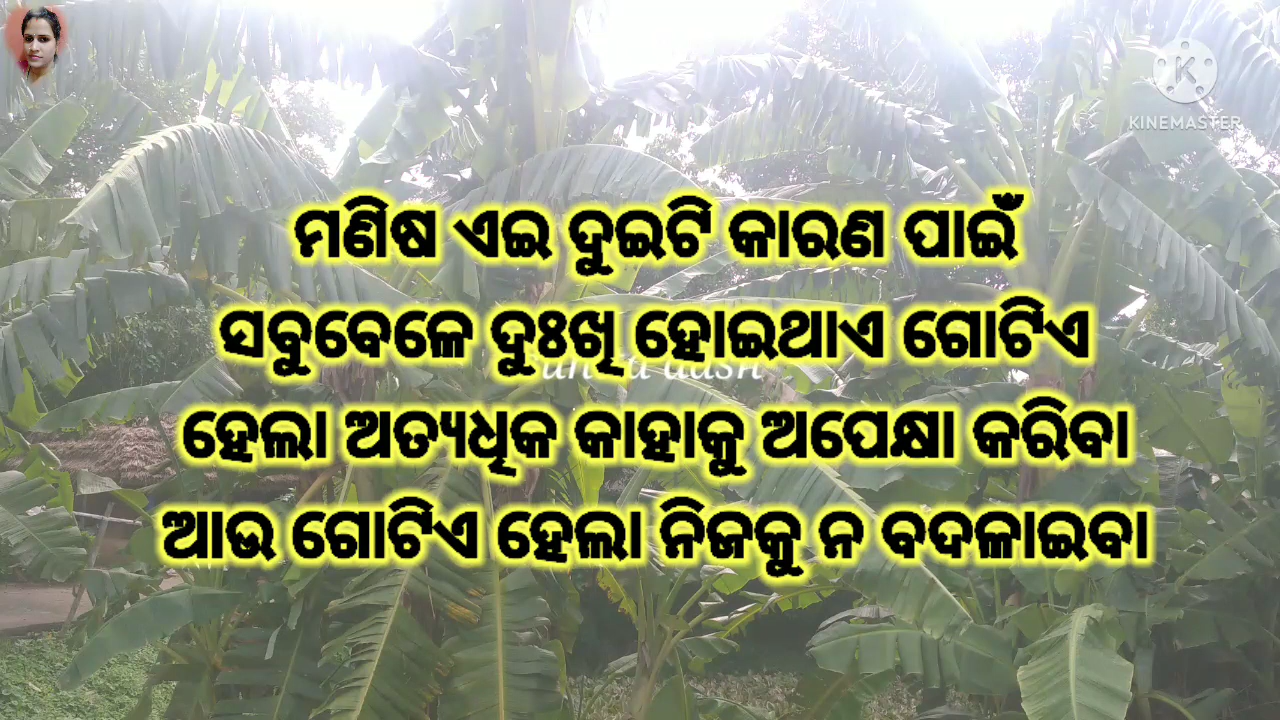 KINEMASTER
ମଣିଷ ଏଇ ଦୁଇଟି କାରଣ ପାଇଁ
ସବୁବେଳେ ଦୁଃଖି ହୋଇଥାଏ ଗୋଟିଏ
ହେଲା ଅତ୍ୟଧିକ କାହାକୁ ଅପେକ୍ଷା କରିବା
ଆଉ ଗୋଟିଏ ହେଲା ନିଜକୁ ନ ବଦଳାଇବା